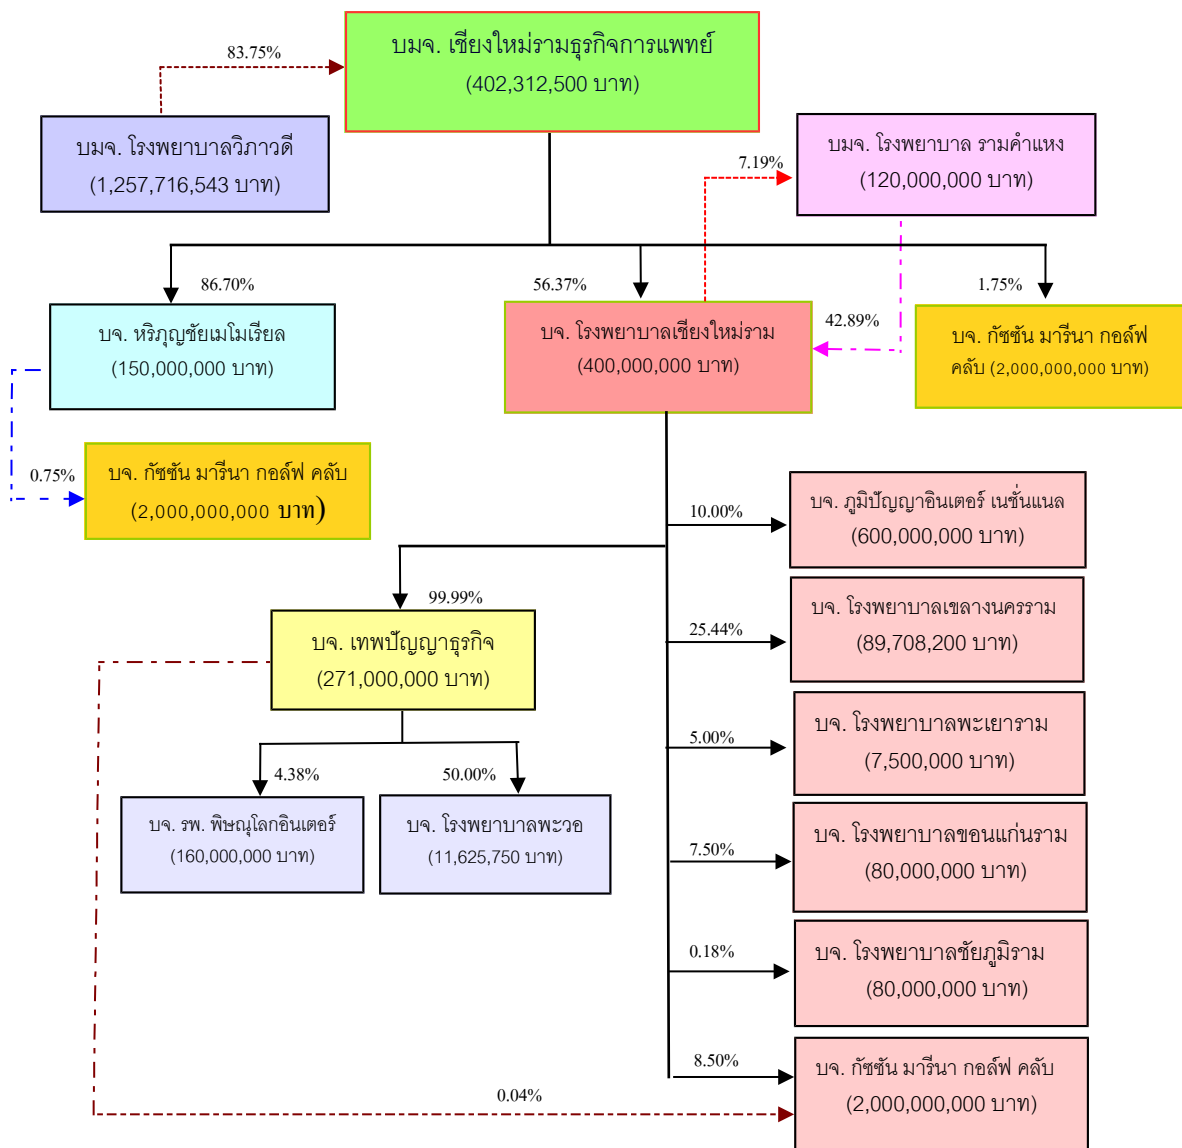 บมจ. เชียงใหม่รามธุรกิจการแพทย์
(402,312,500 บาท)
83.75%
บมจ. โรงพยาบาลวิภาวดี
(1,257,716,543 บาท)
บมจ. โรงพยาบาล รามคำแหง
(120,000,000 บาท)
7.19%
86.70%
56.37%
1.75%
บจ. หริภุญชัยเมโมเรียล
(150,000,000 บาท)
บจ. โรงพยาบาลเชียงใหม่ราม
(400,000,000 บาท)
42.89%
บจ. กัซซัน มารีนา กอล์ฟ
คลับ (2,000,000,000 บาท)
0.75%
บจ. กัซซัน มารีนา กอล์ฟ คลับ
(2,000,000,000 บาท)
10.00%
บจ. ภูมิปัญญาอินเตอร์ เนชั่นแนล
(600,000,000 บาท)
99.99%
บจ. เทพปัญญาธุรกิจ
(271,000,000 บาท)
25.44%
บจ. โรงพยาบาลเขลางนครราม
(89,708,200 บาท)
5.00%
บจ. โรงพยาบาลพะเยาราม
(7,500,000 บาท)
4.38%
50.00%
บจ. รพ. พิษณุโลกอินเตอร์
(160,000,000 บาท)
บจ. โรงพยาบาลพะวอ
(11,625,750 บาท)
7.50%
บจ. โรงพยาบาลขอนแก่นราม
(80,000,000 บาท)
0.18%
บจ. โรงพยาบาลชัยภูมิราม
(80,000,000 บาท)
8.50%
บจ. กัซซัน มารีนา กอล์ฟ คลับ
(2,000,000,000 บาท)
0.04%